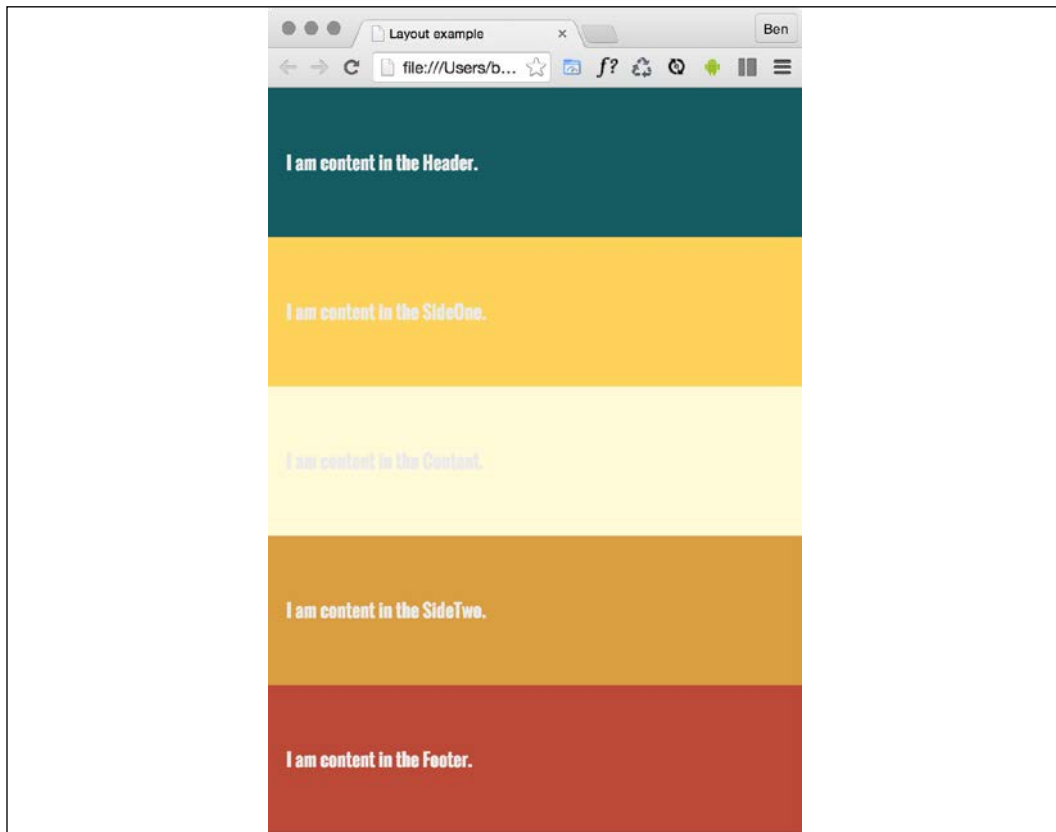 Layout example
Ben
file:///Users/b...
f?
I am content in the Header.
I am content in the SideOne.
I am content in the Content.
I am content in the SideTwo.
I am content in the Footer.